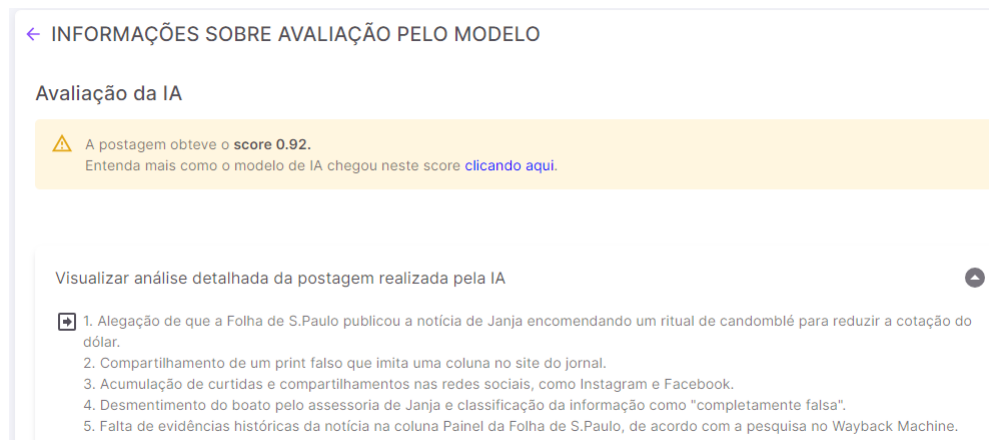 ← INFORMAÇÕES SOBRE AVALIAÇÃO PELO MODELO
Avaliação da IA
A postagem obteve o score 0.92.
Entenda mais como o modelo de IA chegou neste score clicando aqui.
Visualizar análise detalhada da postagem realizada pela IA
1. Alegação de que a Folha de S.Paulo publicou a notícia de Janja encomendando um ritual de candomblé para reduzir a cotação do
dólar.
2. Compartilhamento de um print falso que imita uma coluna no site do jornal.
3. Acumulação de curtidas e compartilhamentos nas redes sociais, como Instagram e Facebook.
4. Desmentimento do boato pelo assessoria de Janja e classificação da informação como "completamente falsa".
5. Falta de evidências históricas da notícia na coluna Painel da Folha de S.Paulo, de acordo com a pesquisa no Wayback Machine.